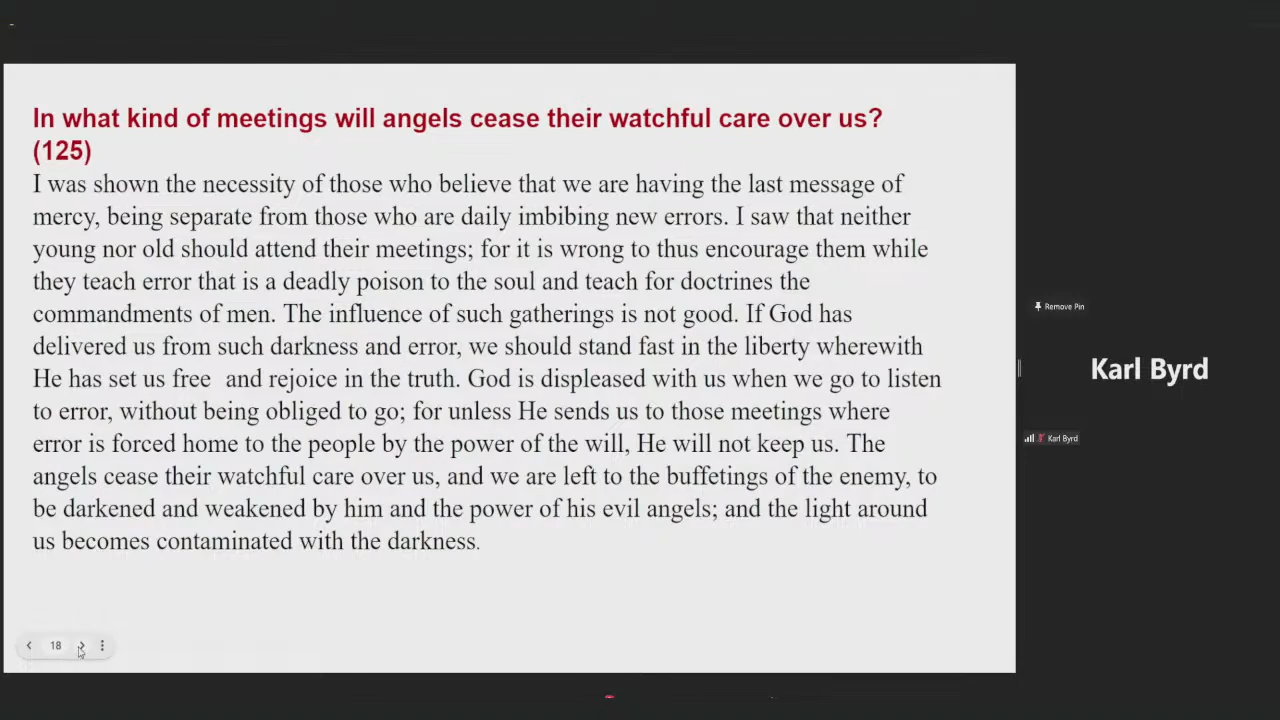 In what kind of meetings will angels cease their watchful care over us?
(125)
I was shown the necessity of those who believe that we are having the last message of
mercy, being separate from those who are daily imbibing new errors. I saw that neither
young nor old should attend their meetings; for it is wrong to thus encourage them while
they teach error that is a deadly poison to the soul and teach for doctrines the
commandments of men. The influence of such gatherings is not good. If God has
delivered us from such darkness and error, we should stand fast in the liberty wherewith
He has set us free and rejoice in the truth. God is displeased with us when we go to listen
to error, without being obliged to go; for unless He sends us to those meetings where
error is forced home to the people by the power of the will, He will not keep us. The
angels cease their watchful care over us, and we are left to the buffetings of the enemy, to
be darkened and weakened by him and the power of his evil angels; and the light around
us becomes contaminated with the darkness.
18
Remove Pin
Karl Byrd
Karl Byrd